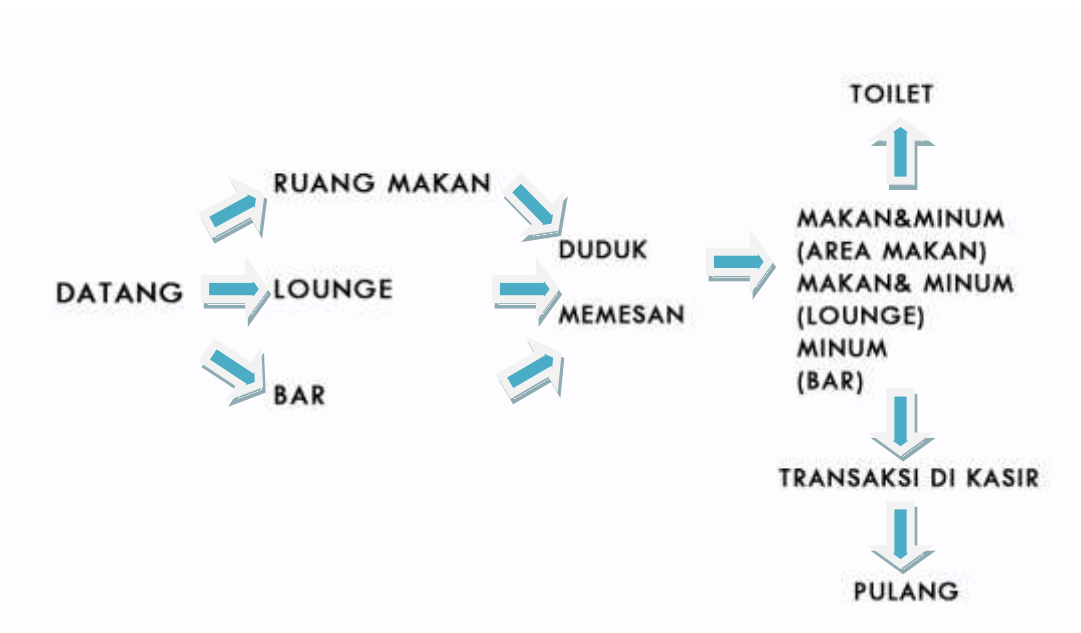 DATANG
RUANG MAKAN
LOUNGE
BAR
DUDUK
MEMESAN
TOILET
MAKAN&MINUM
(AREA MAKAN)
MAKAN& MINUM
(LOUNGE)
MINUM
(BAR)
TRANSAKSI DI KASIR
PULANG